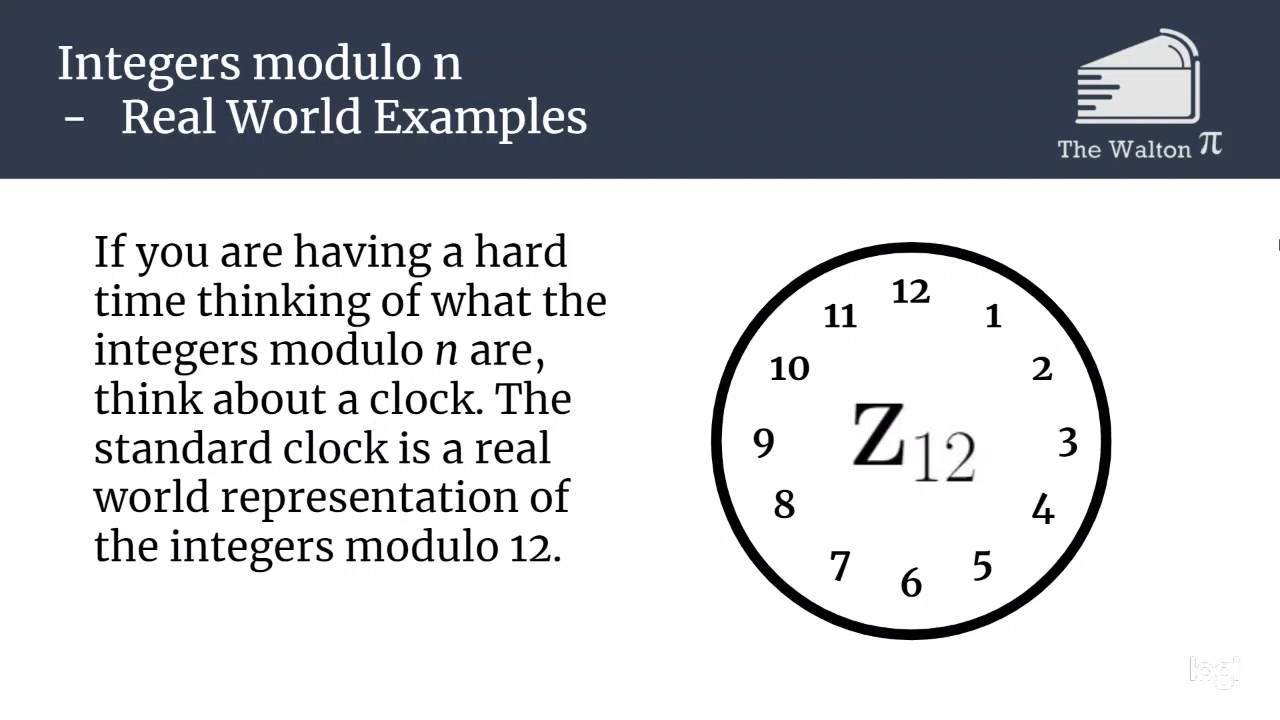 Integers modulo n
- Real World Examples
The Walton π
If you are having a hard
time thinking of what the
integers modulo n are,
think about a clock. The
standard clock is a real
world representation of
the integers modulo 12.
12
11
1
10
2
9
Z₁₂
3
8
4
7
5
6
logi